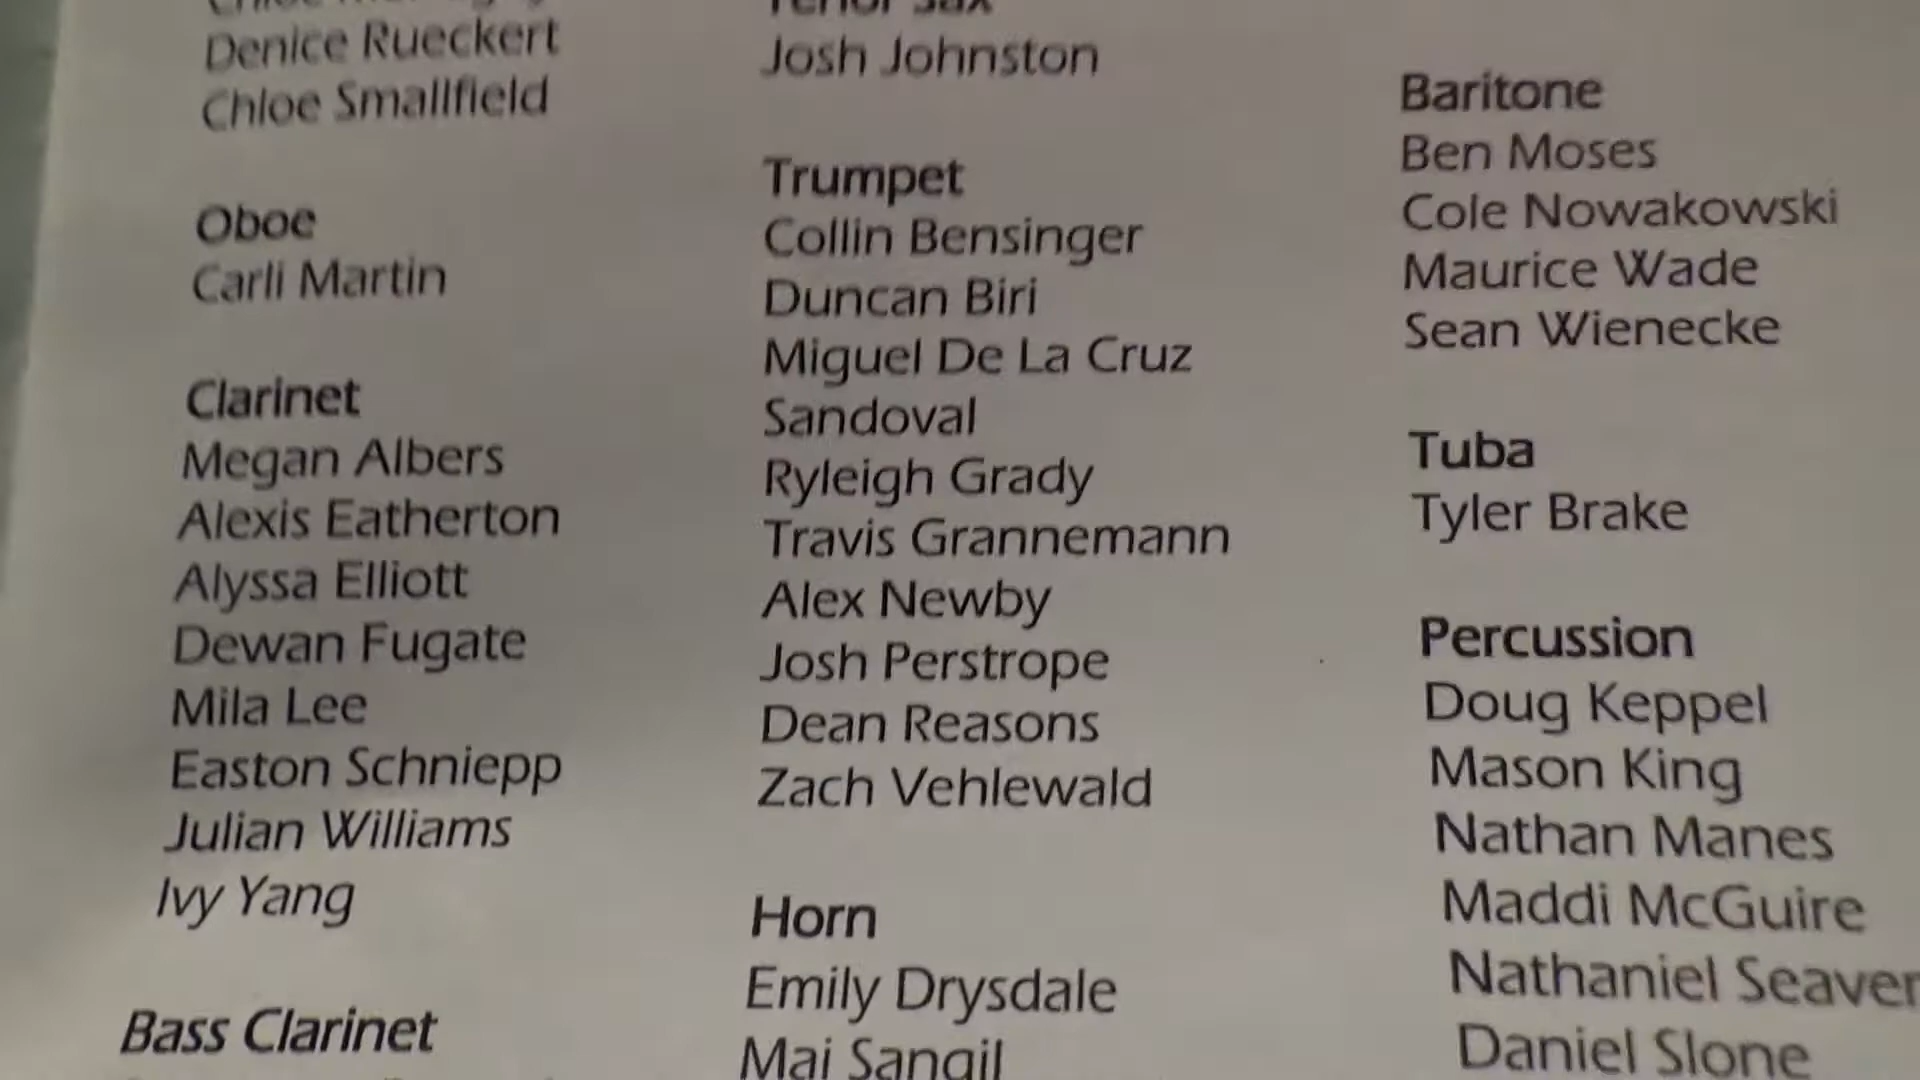 Denice Rueckert
Chloe Smallfield
Oboe
Carli Martin
Clarinet
Megan Albers
Alexis Eatherton
Alyssa Elliott
Dewan Fugate
Mila Lee
Easton Schniepp
Julian Williams
Ivy Yang
Bass Clarinet
Tenor Sax
Josh Johnston
Trumpet
Collin Bensinger
Duncan Biri
Miguel De La Cruz
Sandoval
Ryleigh Grady
Travis Grannemann
Alex Newby
Josh Perstrope
Dean Reasons
Zach Vehlewald
Horn
Emily Drysdale
Mai Sangil
Baritone
Ben Moses
Cole Nowakowski
Maurice Wade
Sean Wienecke
Tuba
Tyler Brake
Percussion
Doug Keppel
Mason King
Nathan Manes
Maddi McGuire
Nathaniel Seaver
Daniel Slone